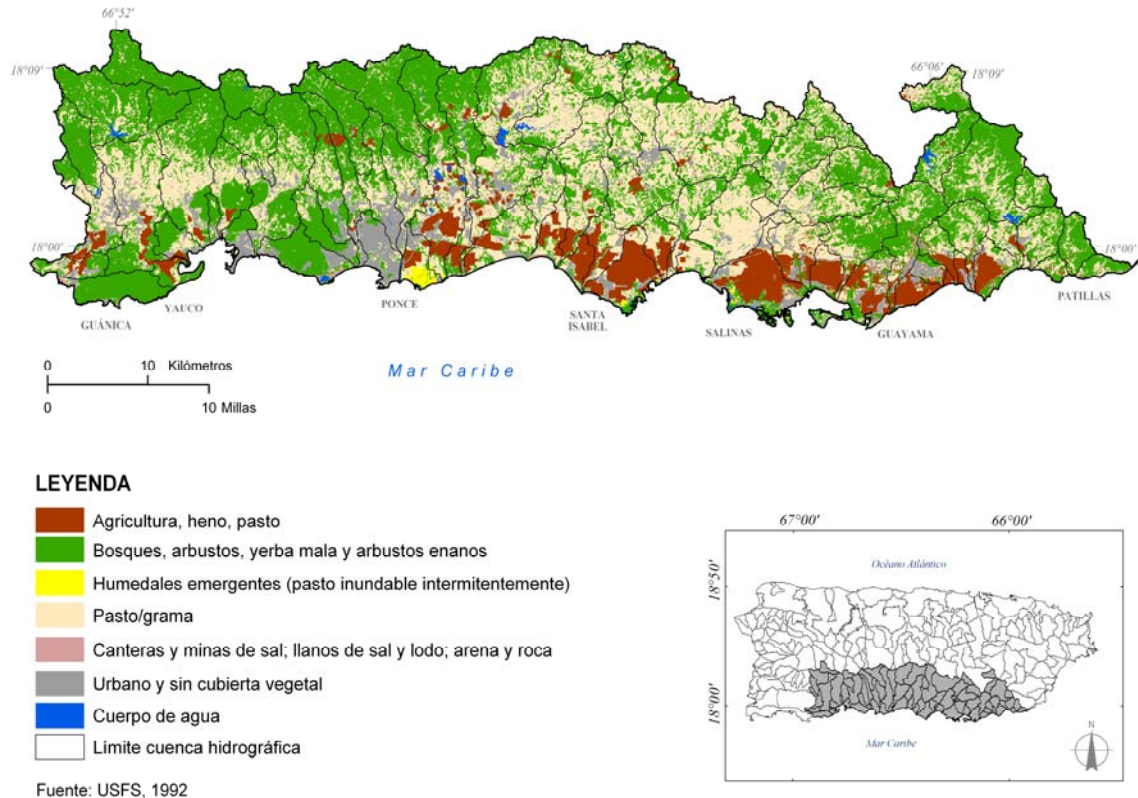 66°52'
18°09'
66°06'
18°09'
18°00'
18°00'
GUÁNICA
YAUCO
PONCE
SANTA
ISABEL
SALINAS
GUAYAMA
PATILLAS
0 10 Kilómetros
0 10 Millas
Mar Caribe
LEYENDA
Agricultura, heno, pasto
Bosques, arbustos, yerba mala y arbustos enanos
Humedales emergentes (pasto inundable intermitentemente)
Pasto/grama
Canteras y minas de sal; llanos de sal y lodo; arena y roca
Urbano y sin cubierta vegetal
Cuerpo de agua
Límite cuenca hidrográfica
Fuente: USFS, 1992
67°00'
66°00'
18°50'
18°00'
Océano Atlántico
Mar Caribe
N